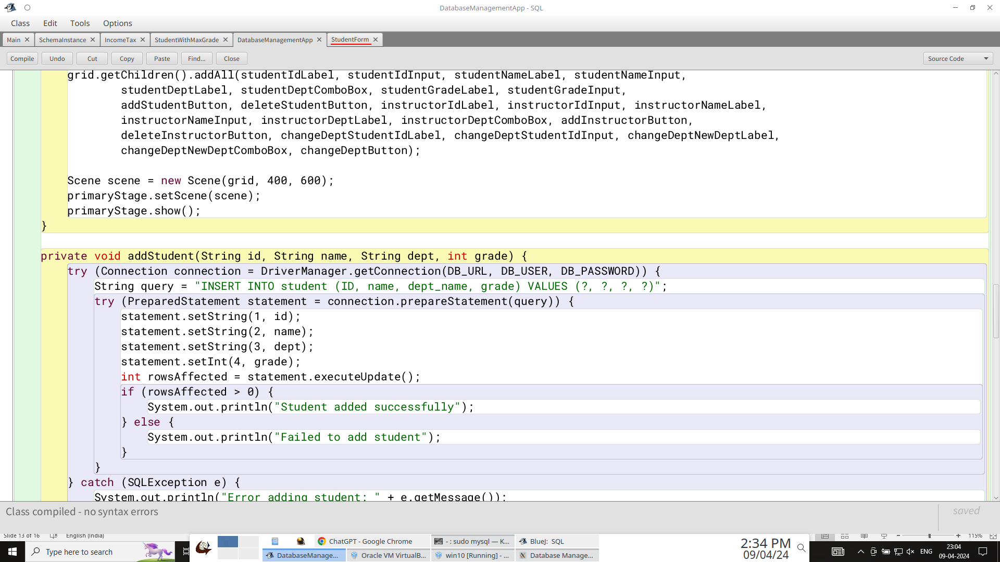 DatabaseManagementApp - SQL
Class Edit Tools Options
Main SchemaInstance IncomeTax StudentWithMaxGrade DatabaseManagementApp StudentForm
Compile Undo Cut Copy Paste Find... Close Source Code
grid.getChildren().addAll(studentIdLabel, studentIdInput, studentNameLabel, studentNameInput,
studentDeptLabel, studentDeptComboBox, studentGradeLabel, studentGradeInput,
addStudentButton, deleteStudentButton, instructorIdLabel, instructorIdInput, instructorNameLabel,
instructorNameInput, instructorDeptLabel, instructorDeptComboBox, addInstructorButton,
deleteInstructorButton, changeDeptStudentIdLabel, changeDeptStudentIdInput, changeDeptNewDeptLabel,
changeDeptNewDeptComboBox, changeDeptButton);
Scene scene = new Scene(grid, 400, 600);
primaryStage.setScene(scene);
primaryStage.show();
}
private void addStudent(String id, String name, String dept, int grade) {
try (Connection connection = DriverManager.getConnection(DB_URL, DB_USER, DB_PASSWORD)) {
String query = "INSERT INTO student (ID, name, dept_name, grade) VALUES (?, ?, ?, ?)";
try (PreparedStatement statement = connection.prepareStatement(query)) {
statement.setString(1, id);
statement.setString(2, name);
statement.setString(3, dept);
statement.setInt(4, grade);
int rowsAffected = statement.executeUpdate();
if (rowsAffected > 0) {
System.out.println("Student added successfully");
} else {
System.out.println("Failed to add student");
}
}
} catch (SQLException e) {
System.out.println("Error adding student: " + e.getMessage());
Class compiled - no syntax errors
saved
Slide 13 of 16 English (India) 115%
ChatGPT - Google Chrome - : sudo mysql — K... BlueJ: SQL
DatabaseManage... Oracle VM VirtualB... win10 [Running] - ... Database Manage...
Type here to search
2:34 PM
09/04/24
ENG
23:04
09-04-2024